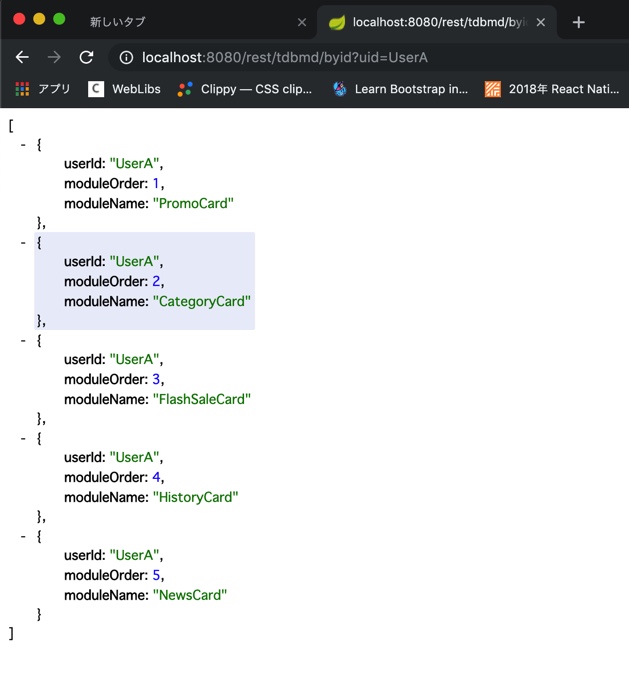 新しいタブ
localhost:8080/rest/tdbmd/byid
localhost:8080/rest/tdbmd/byid?uid=UserA
アプリ
C WebLibs
Clippy — CSS clip...
Learn Bootstrap in...
2018年 React Nati...
[
- {
userId: "UserA",
moduleOrder: 1,
moduleName: "PromoCard"
},
- {
userId: "UserA",
moduleOrder: 2,
moduleName: "CategoryCard"
},
- {
userId: "UserA",
moduleOrder: 3,
moduleName: "FlashSaleCard"
},
- {
userId: "UserA",
moduleOrder: 4,
moduleName: "HistoryCard"
},
- {
userId: "UserA",
moduleOrder: 5,
moduleName: "NewsCard"
}
]